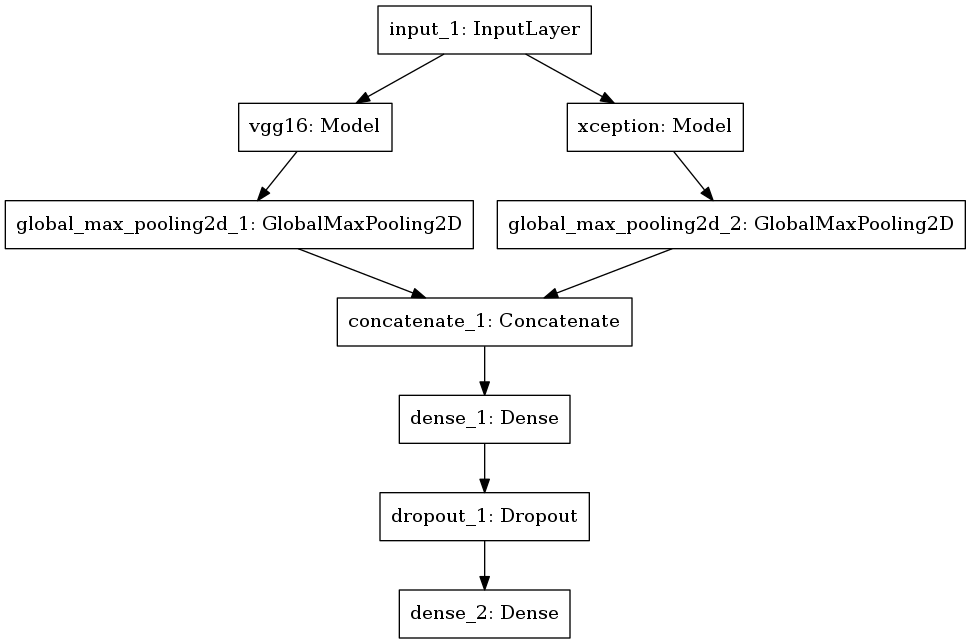 input_1: InputLayer
vgg16: Model
xception: Model
global_max_pooling2d_1: GlobalMaxPooling2D
global_max_pooling2d_2: GlobalMaxPooling2D
concatenate_1: Concatenate
dense_1: Dense
dropout_1: Dropout
dense_2: Dense